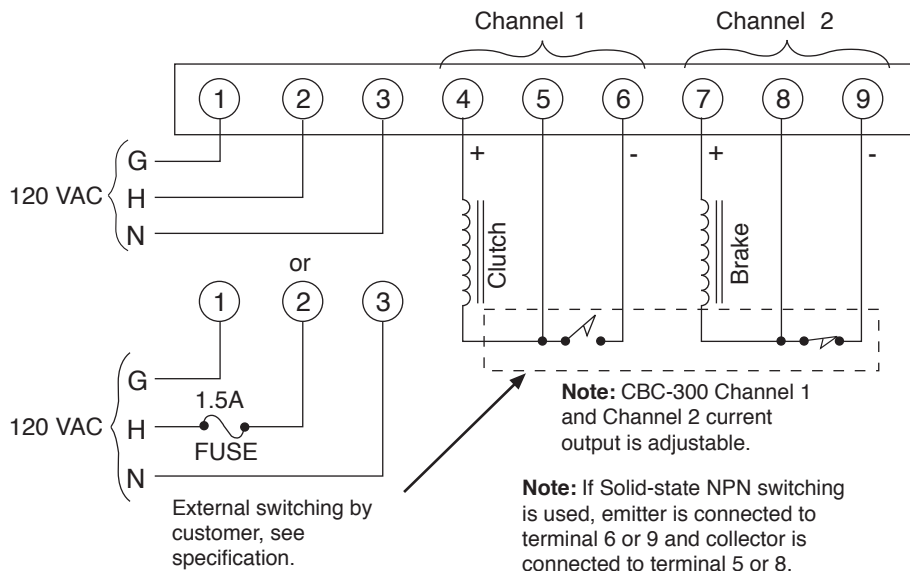 Channel 1 Channel 2
1 2 3 4 5 6 7 8 9
+ - + -
G
120 VAC H
N
Clutch Brake
or
1 2 3
G
1.5A
120 VAC H
FUSE
N
External switching by
customer, see
specification.
Note: CBC-300 Channel 1
and Channel 2 current
output is adjustable.
Note: If Solid-state NPN switching
is used, emitter is connected to
terminal 6 or 9 and collector is
connected to terminal 5 or 8.